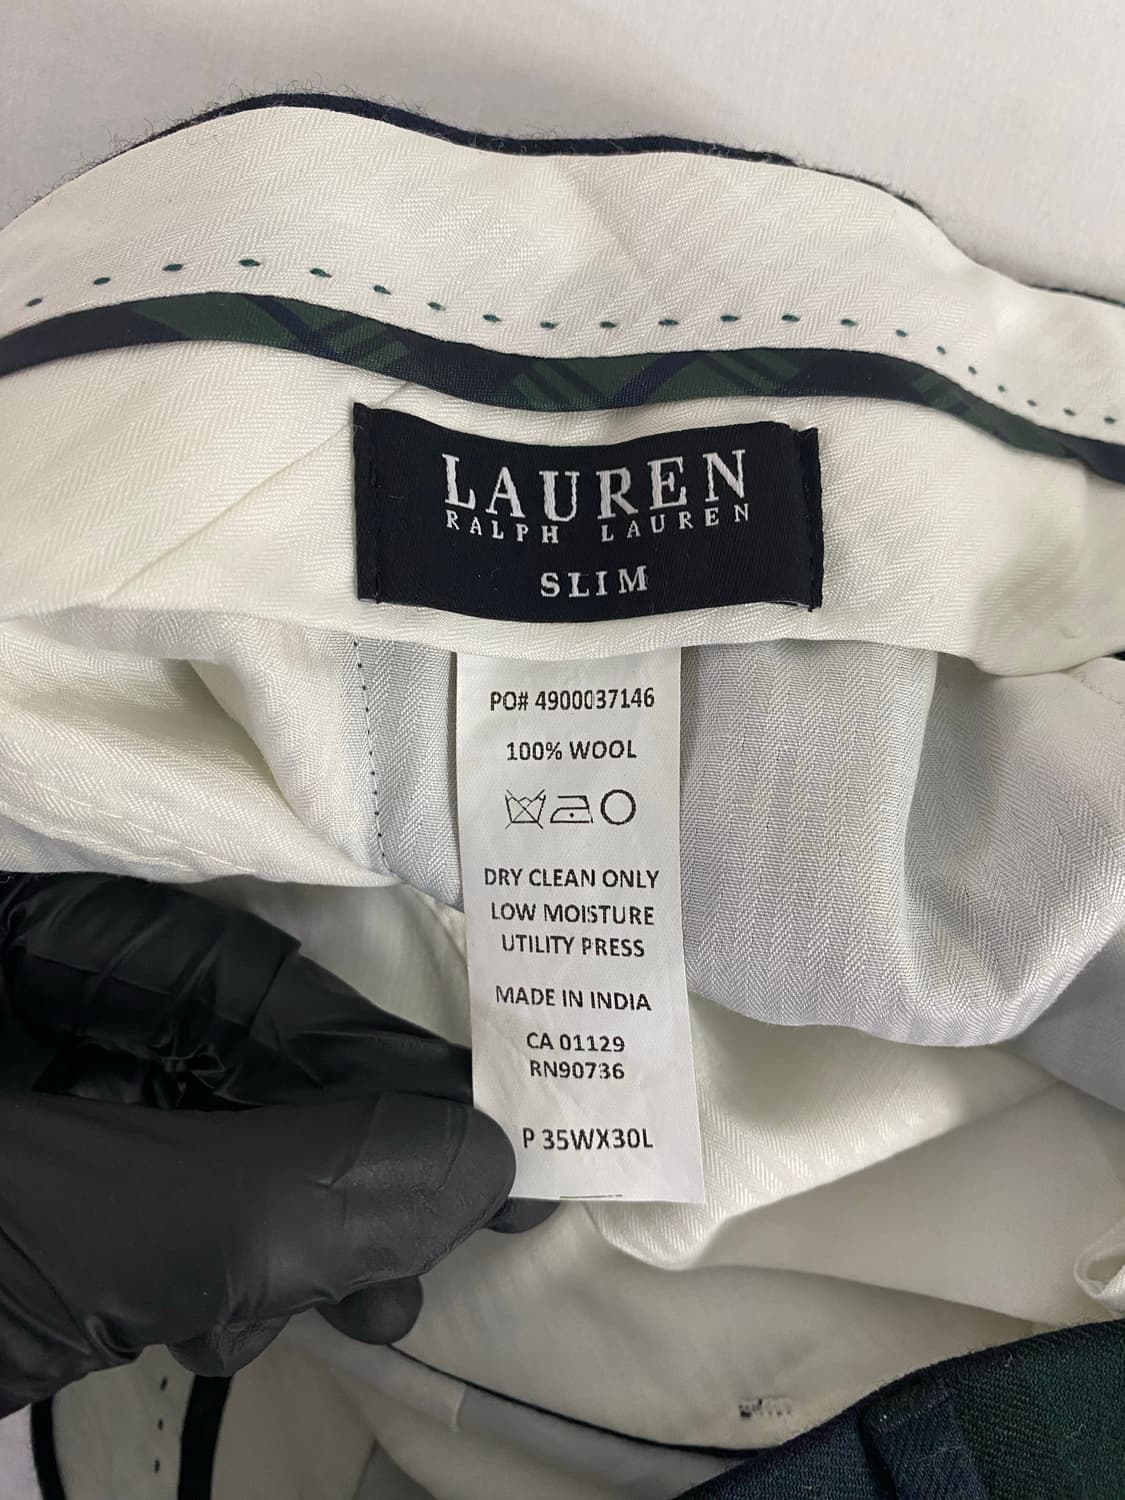 LAUREN
RALPH LAUREN
SLIM
PO# 4900037146
100% WOOL
DRY CLEAN ONLY
LOW MOISTURE
UTILITY PRESS
MADE IN INDIA
CA 01129
RN90736
P 35WX30L